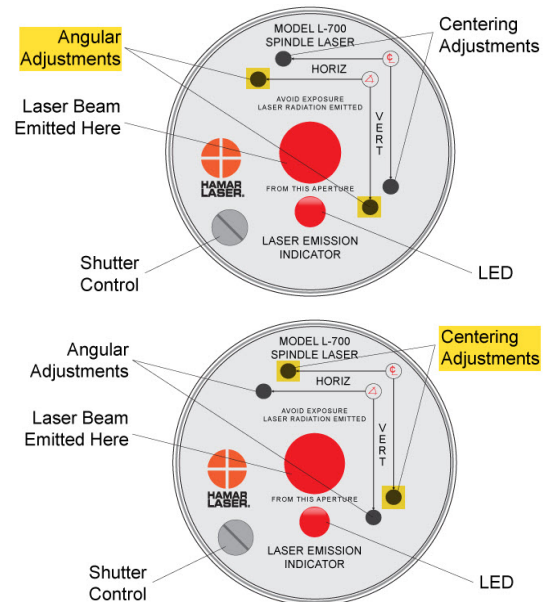 Angular
Adjustments
MODEL L-700
SPINDLE LASER
Centering
Adjustments
HORIZ
Laser Beam
Emitted Here
AVOID EXPOSURE
LASER RADIATION EMITTED
VERT
HAMAR
LASER.
FROM THIS APERTURE
LASER EMISSION
INDICATOR
Shutter
Control
LED
MODEL L-700
SPINDLE LASER
Angular
Adjustments
Centering
Adjustments
HORIZ
Laser Beam
Emitted Here
AVOID EXPOSURE
LASER RADIATION EMITTED
VERT
HAMAR
LASER.
FROM THIS APERTURE
LASER EMISSION
INDICATOR
Shutter
Control
LED